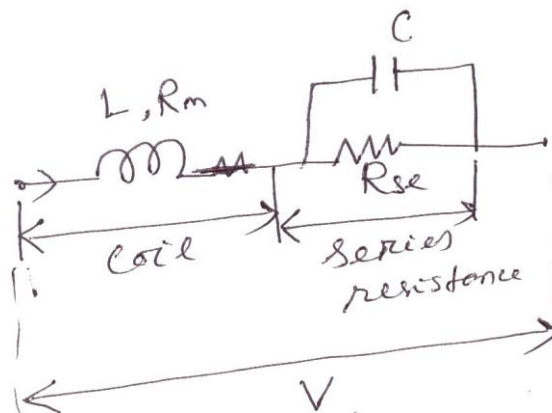 C
L, Rm
Rse
coil
series
resistance
V